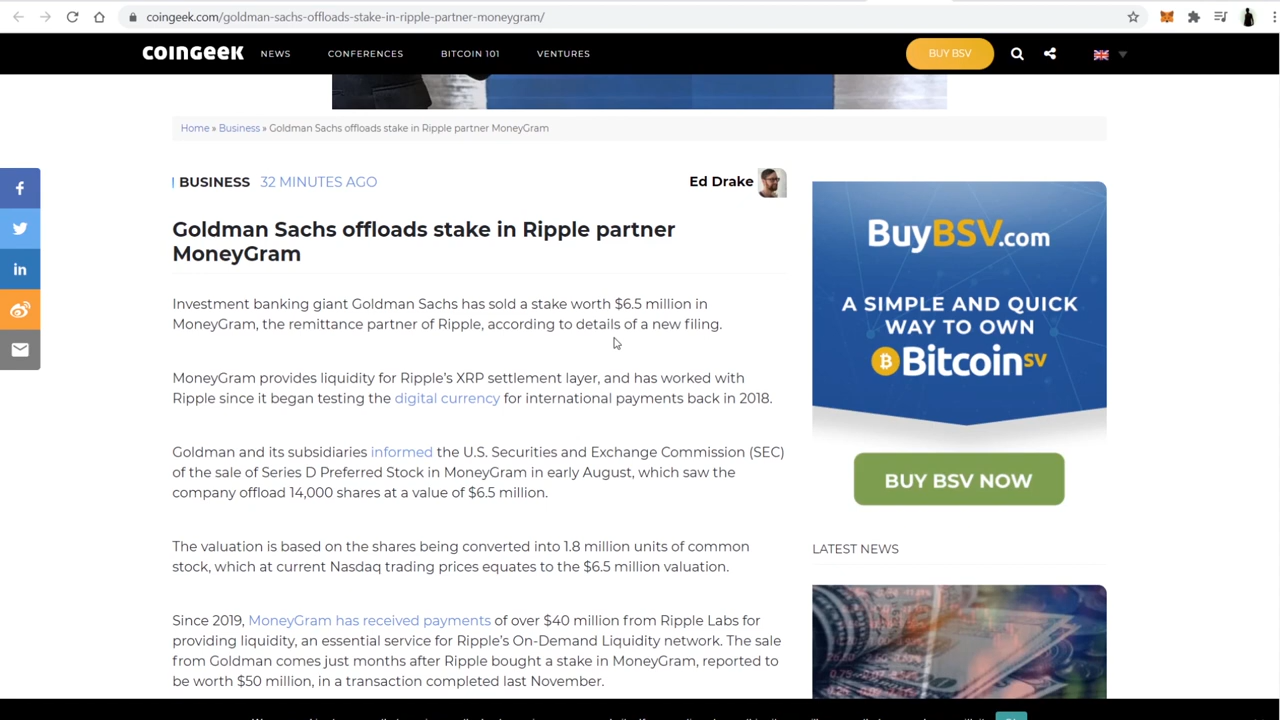 coingeek.com/goldman-sachs-offloads-stake-in-ripple-partner-moneygram/
COINGEEK NEWS CONFERENCES BITCOIN 101 VENTURES BUY BSV
Home » Business » Goldman Sachs offloads stake in Ripple partner MoneyGram
BUSINESS 32 MINUTES AGO
Ed Drake
Goldman Sachs offloads stake in Ripple partner
MoneyGram
Investment banking giant Goldman Sachs has sold a stake worth $6.5 million in
MoneyGram, the remittance partner of Ripple, according to details of a new filing.
MoneyGram provides liquidity for Ripple's XRP settlement layer, and has worked with
Ripple since it began testing the digital currency for international payments back in 2018.
Goldman and its subsidiaries informed the U.S. Securities and Exchange Commission (SEC)
of the sale of Series D Preferred Stock in MoneyGram in early August, which saw the
company offload 14,000 shares at a value of $6.5 million.
The valuation is based on the shares being converted into 1.8 million units of common
stock, which at current Nasdaq trading prices equates to the $6.5 million valuation.
Since 2019, MoneyGram has received payments of over $40 million from Ripple Labs for
providing liquidity, an essential service for Ripple's On-Demand Liquidity network. The sale
from Goldman comes just months after Ripple bought a stake in MoneyGram, reported to
be worth $50 million, in a transaction completed last November.
BuyBSV.com
A SIMPLE AND QUICK
WAY TO OWN
BitcoinSV
BUY BSV NOW
LATEST NEWS